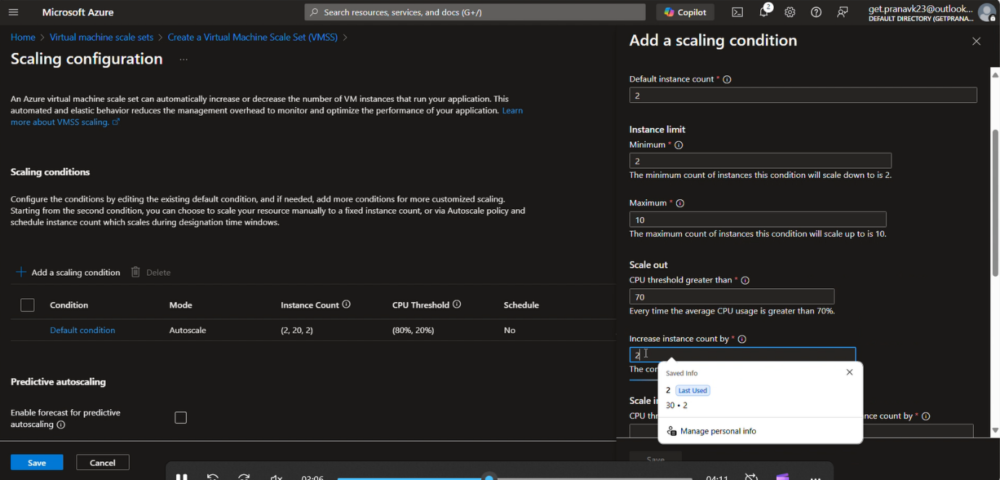 Microsoft Azure
Search resources, services, and docs (G+/)
Copilot
2
get.pranavk23@outlook...
DEFAULT DIRECTORY (GETPRANA...
Home > Virtual machine scale sets > Create a Virtual Machine Scale Set (VMSS) >
Scaling configuration ...
An Azure virtual machine scale set can automatically increase or decrease the number of VM instances that run your application. This
automated and elastic behavior reduces the management overhead to monitor and optimize the performance of your application. Learn
more about VMSS scaling.
Scaling conditions
Configure the conditions by editing the existing default condition, and if needed, add more conditions for more customized scaling.
Starting from the second condition, you can choose to scale your resource manually to a fixed instance count, or via Autoscale policy and
schedule instance count which scales during designation time windows.
+ Add a scaling condition Delete
Condition Mode Instance Count CPU Threshold Schedule
Default condition Autoscale (2, 20, 2) (80%, 20%) No
Predictive autoscaling
Enable forecast for predictive
autoscaling
Save Cancel
Add a scaling condition
Default instance count *
2
Instance limit
Minimum *
2
The minimum count of instances this condition will scale down to is 2.
Maximum *
10
The maximum count of instances this condition will scale up to is 10.
Scale out
CPU threshold greater than *
70
Every time the average CPU usage is greater than 70%.
Increase instance count by *
2
The con
Saved Info
2 Last Used
30 • 2
Manage personal info
Scale i
CPU thr
nce count by *
Save
03:06 04:11